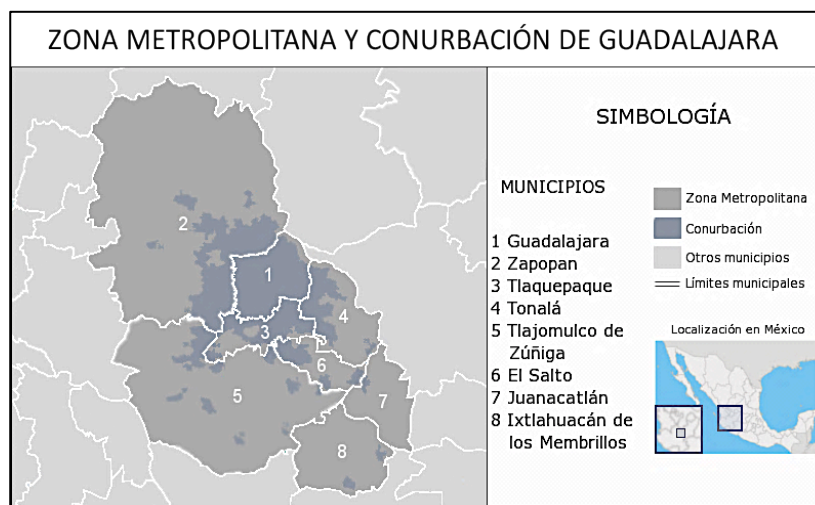 ZONA METROPOLITANA Y CONURBACIÓN DE GUADALAJARA
2
1
3
4
5
6
7
8
SIMBOLOGÍA
MUNICIPIOS
1 Guadalajara
2 Zapopan
3 Tlaquepaque
4 Tonalá
5 Tlajomulco de
Zúñiga
6 El Salto
7 Juanacatlán
8 Ixtlahuacán de
los Membrillos
Zona Metropolitana
Conurbación
Otros municipios
Límites municipales
Localización en México